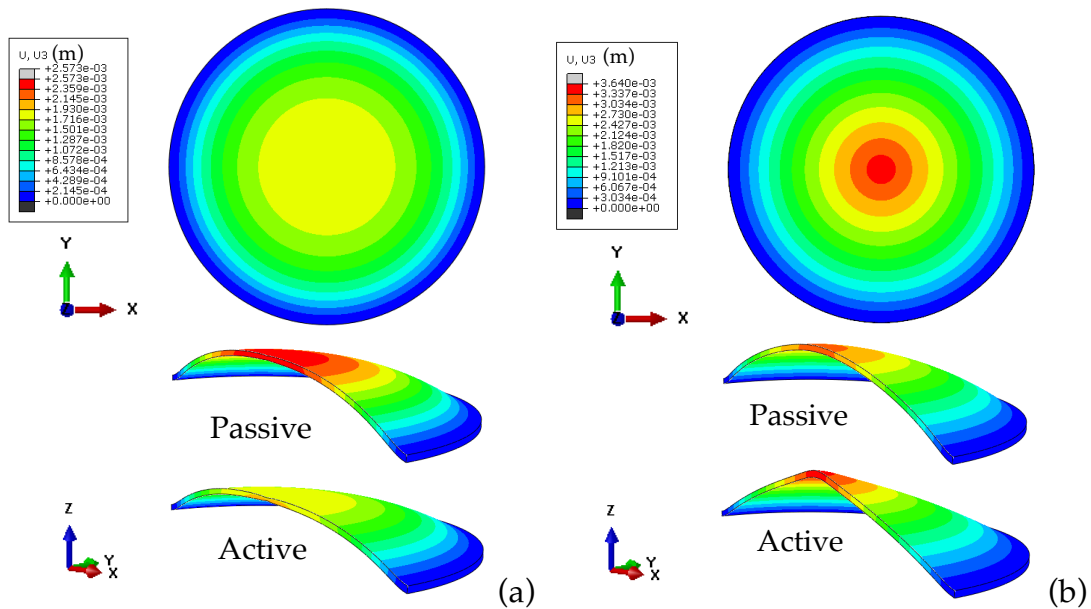 U, U3 (m)
+2.573e-03
+2.573e-03
+2.359e-03
+2.145e-03
+1.930e-03
+1.716e-03
+1.501e-03
+1.287e-03
+1.072e-03
+8.578e-04
+6.434e-04
+4.289e-04
+2.145e-04
+0.000e+00
Y
Z
X
Passive
Active
Z
Y
X
(a)
U, U3 (m)
+3.640e-03
+3.337e-03
+3.034e-03
+2.730e-03
+2.427e-03
+2.124e-03
+1.820e-03
+1.517e-03
+1.213e-03
+9.101e-04
+6.067e-04
+3.034e-04
+0.000e+00
Y
Z
X
Passive
Active
Z
Y
X
(b)